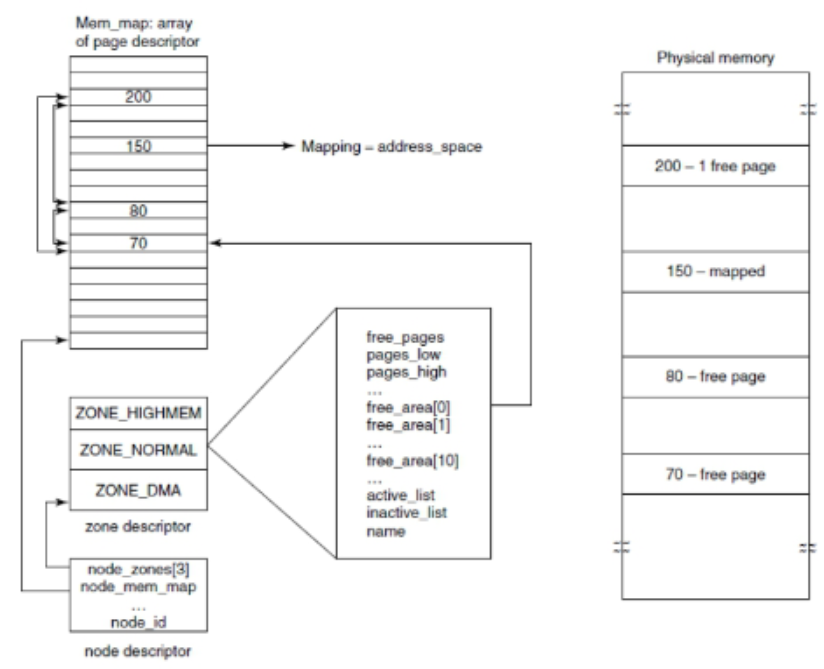 Mem_map: array
of page descriptor
200
150
Mapping – address_space
80
70
free_pages
pages_low
pages_high
...
free_area[0]
free_area[1]
...
free_area[10]
...
active_list
inactive_list
name
ZONE_HIGHMEM
ZONE_NORMAL
ZONE_DMA
zone descriptor
node_zones[3]
node_mem_map
...
node_id
node descriptor
Physical memory
200 – 1 free page
150 – mapped
80 – free page
70 – free page